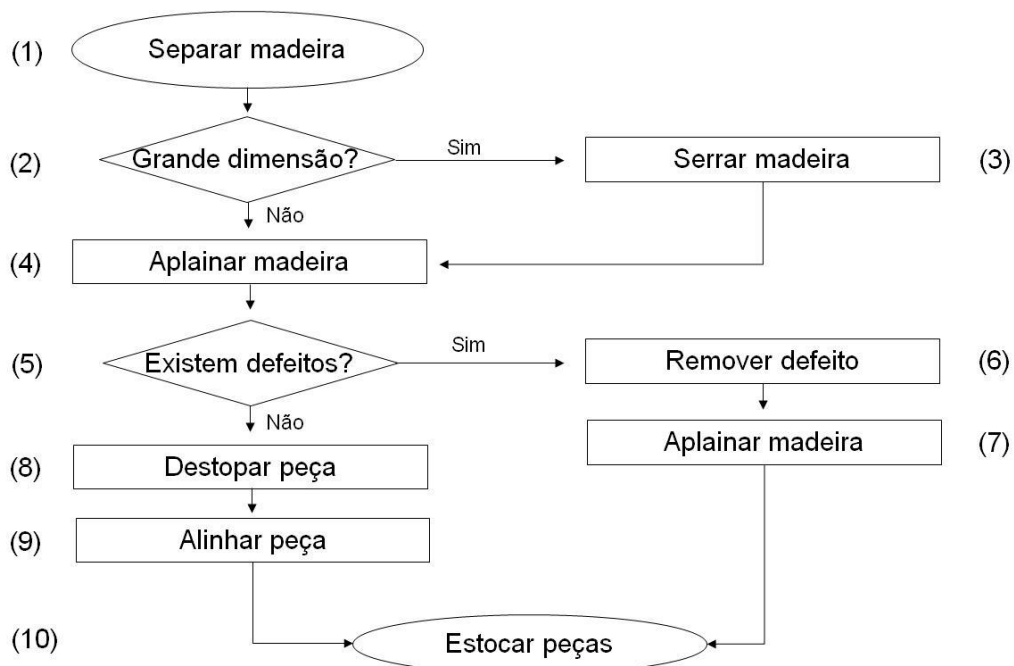 (1) Separar madeira
(2) Grande dimensão? Sim Serrar madeira (3)
Não
(4) Aplainar madeira
(5) Existem defeitos? Sim Remover defeito (6)
Não
Aplainar madeira (7)
(8) Destopar peça
(9) Alinhar peça
(10) Estocar peças